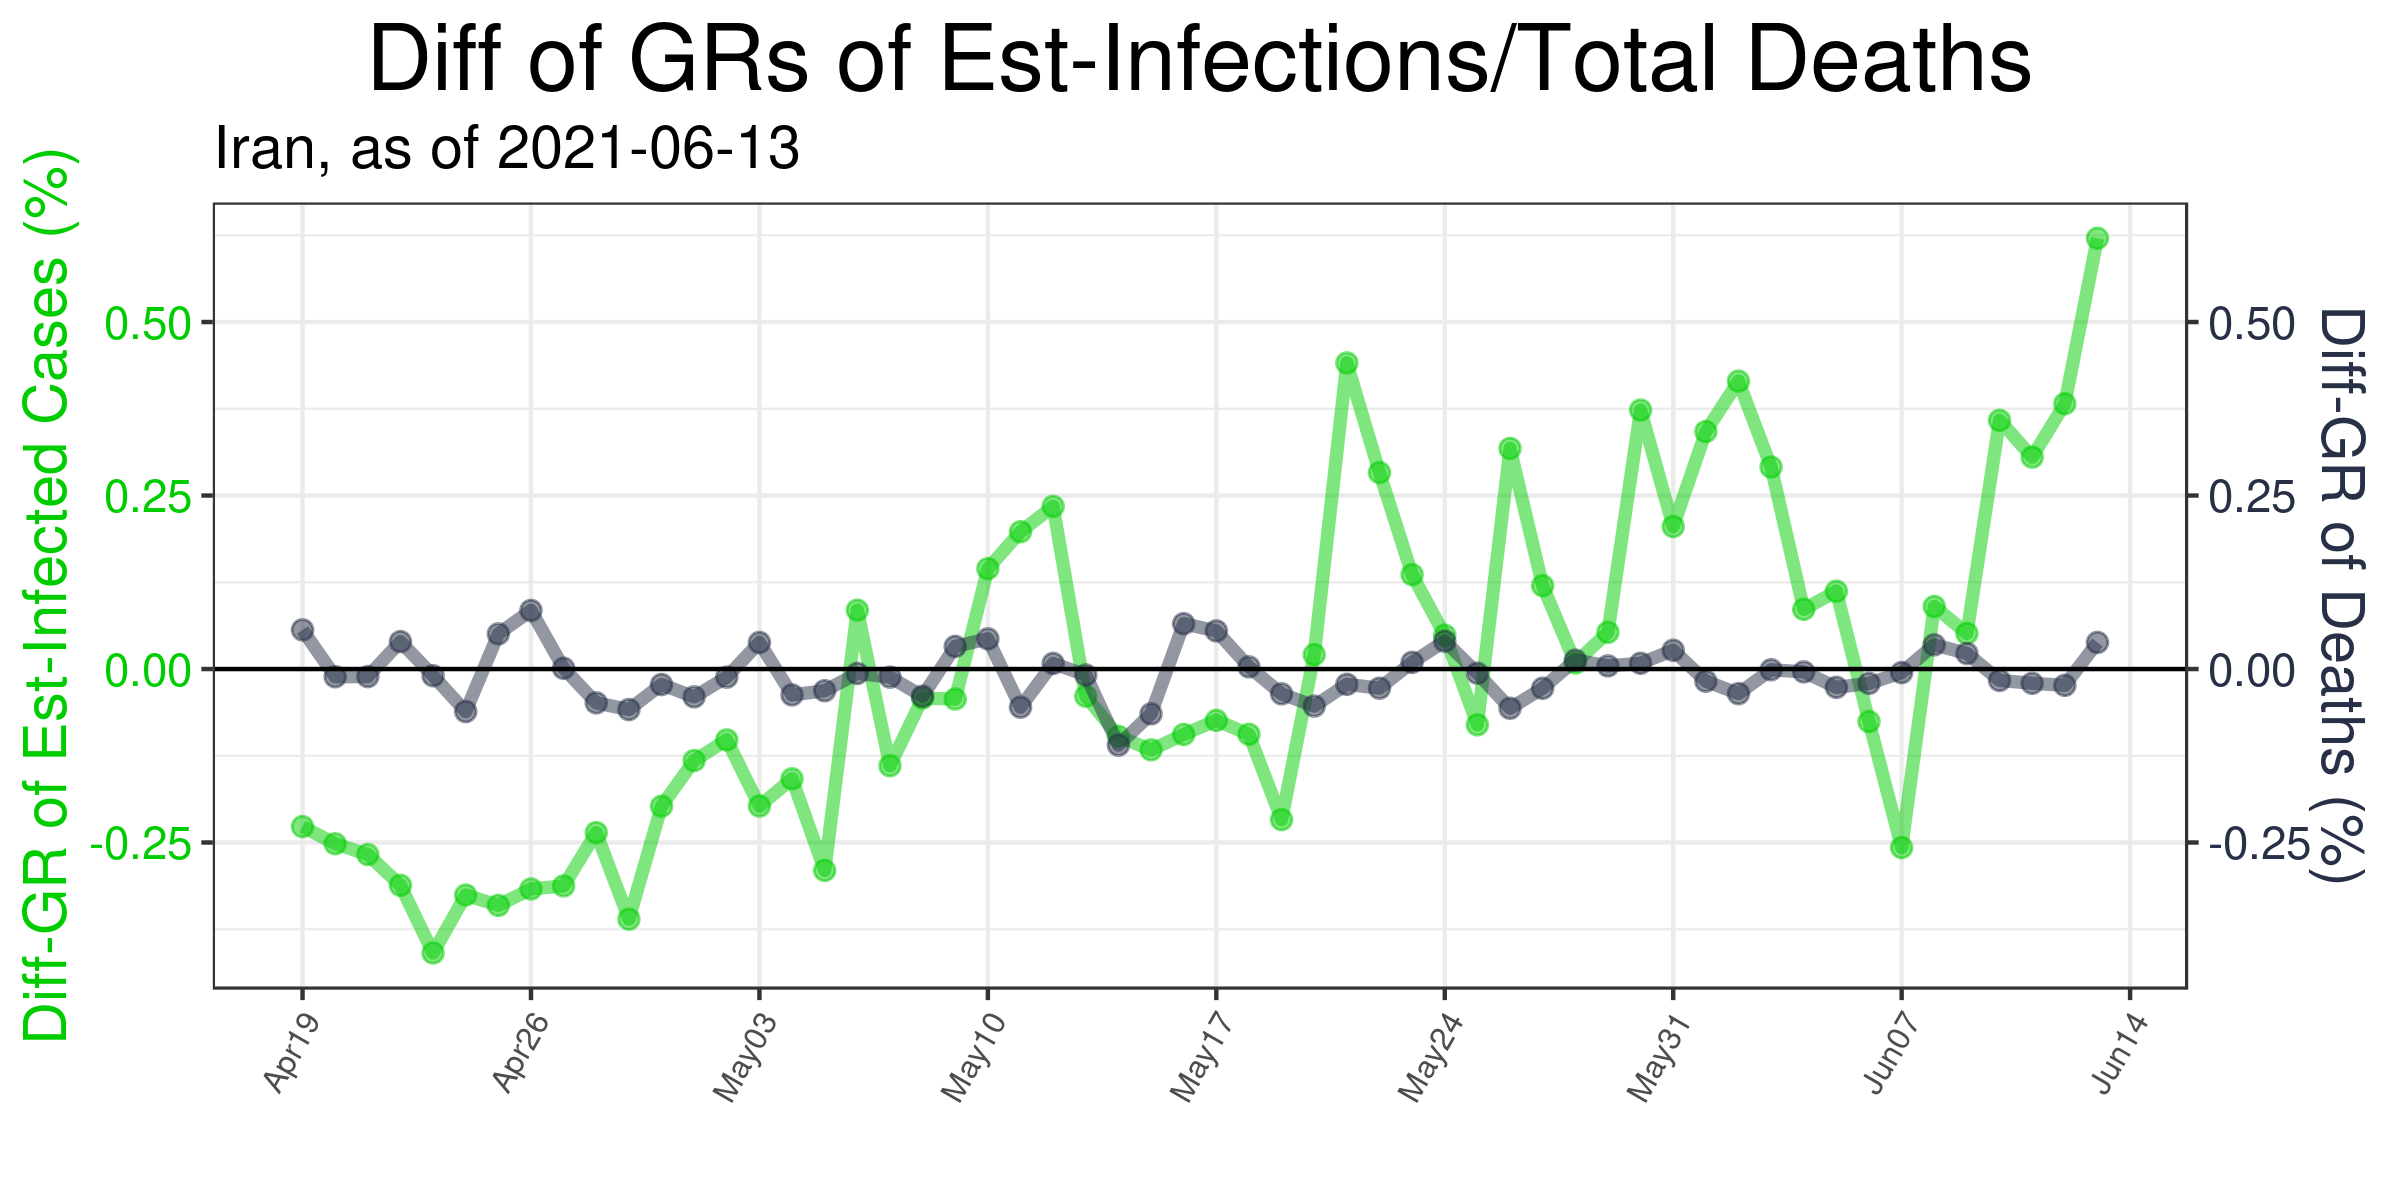 Diff of GRs of Est-Infections/Total Deaths
Iran, as of 2021-06-13
Diff-GR of Est-Infected Cases (%)
0.50
0.25
0.00
-0.25
0.50
0.25
0.00
-0.25
Diff-GR of Deaths (%)
Apr19
Apr26
May03
May10
May17
May24
May31
Jun07
Jun14